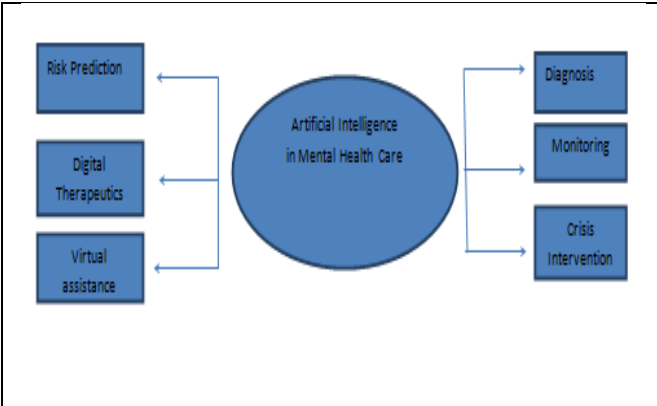 Risk Prediction
Digital
Therapeutics
Virtual
assistance
Artificial Intelligence
in Mental Health Care
Diagnosis
Monitoring
Crisis
Intervention